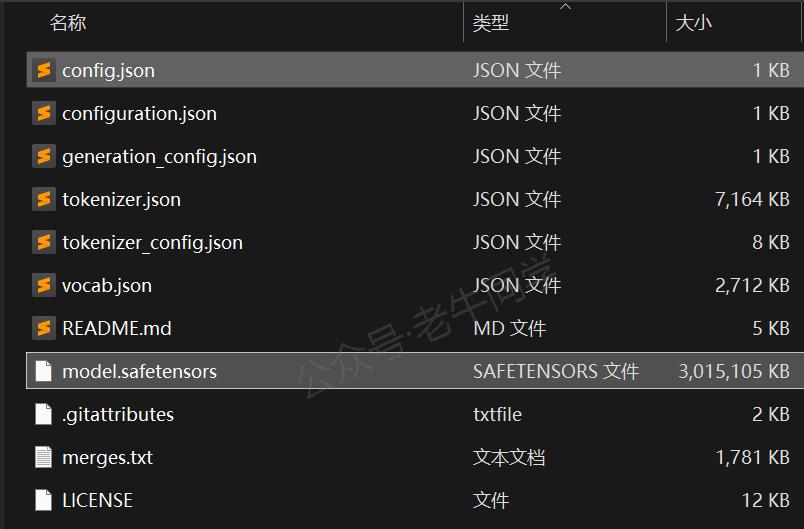 名称 类型 大小
config.json JSON 文件 1 KB
configuration.json JSON 文件 1 KB
generation_config.json JSON 文件 1 KB
tokenizer.json JSON 文件 7,164 KB
tokenizer_config.json JSON 文件 8 KB
vocab.json JSON 文件 2,712 KB
README.md MD 文件 5 KB
model.safetensors SAFETENSORS 文件 3,015,105 KB
.gitattributes txtfile 2 KB
merges.txt 文本文档 1,781 KB
LICENSE 文件 12 KB
公众号·老牛同学